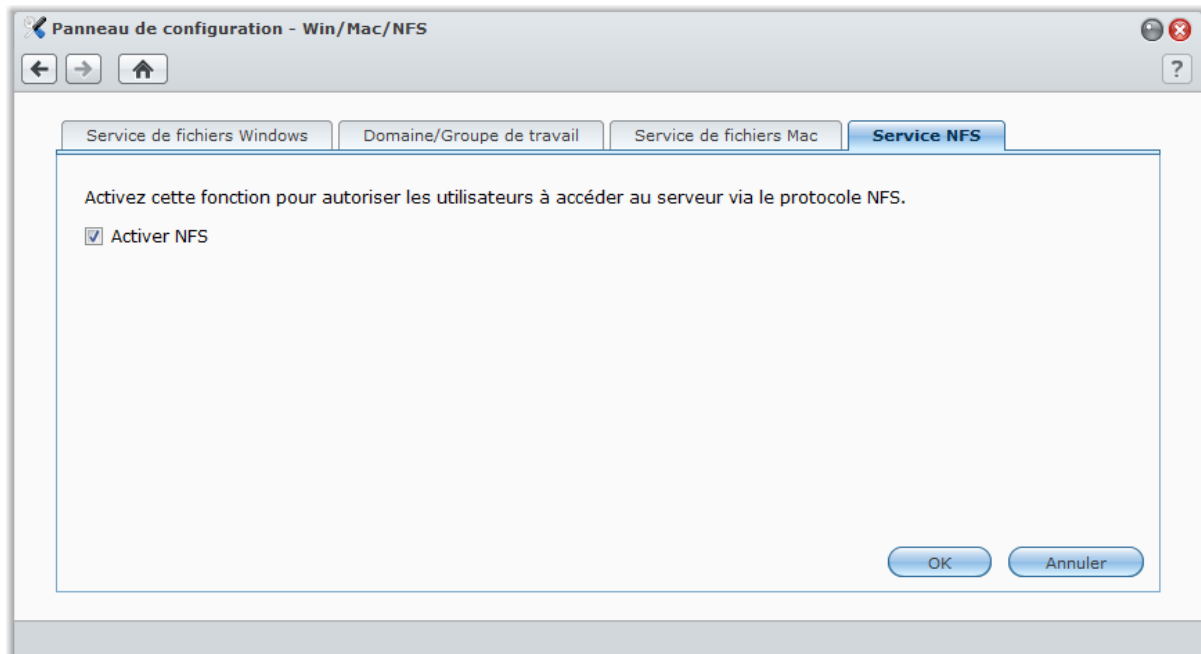 Panneau de configuration - Win/Mac/NFS
?
Service de fichiers Windows
Domaine/Groupe de travail
Service de fichiers Mac
Service NFS
Activez cette fonction pour autoriser les utilisateurs à accéder au serveur via le protocole NFS.
Activer NFS
OK
Annuler